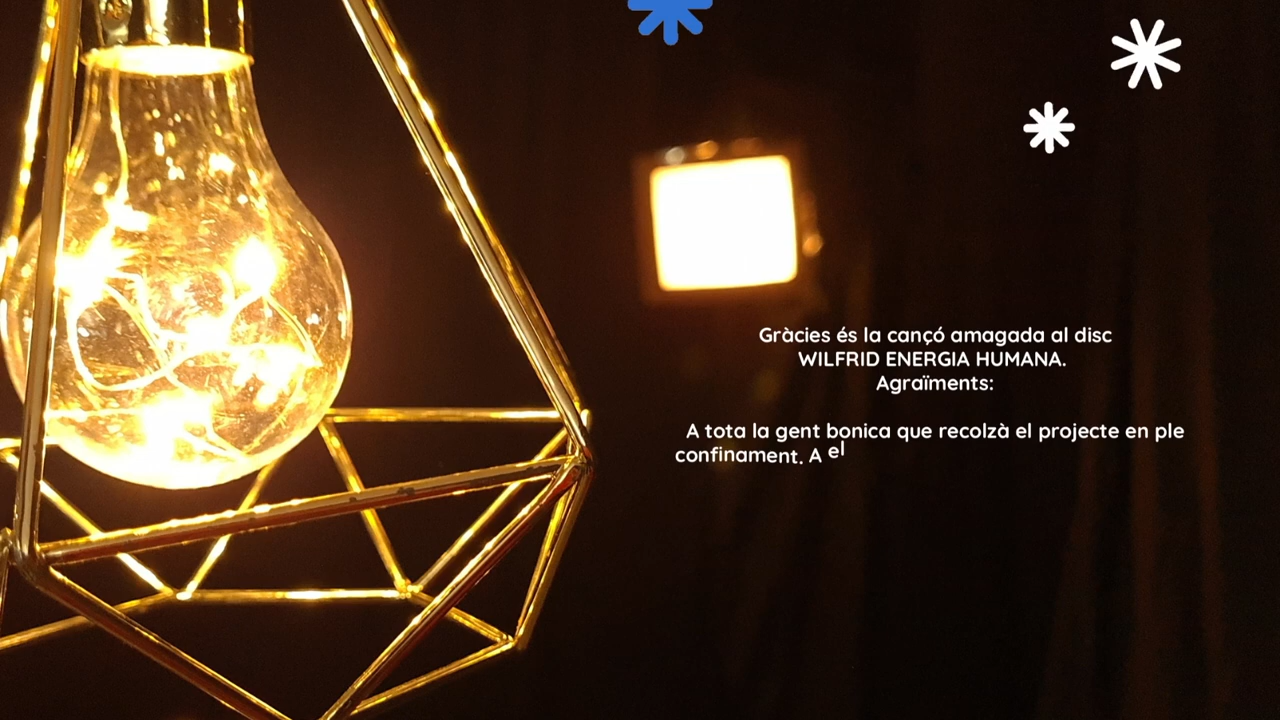 Gràcies és la cançó amagada al disc
WILFRID ENERGIA HUMANA.
Agraïments:
A tota la gent bonica que recolzà el projecte en ple
confinament. A el